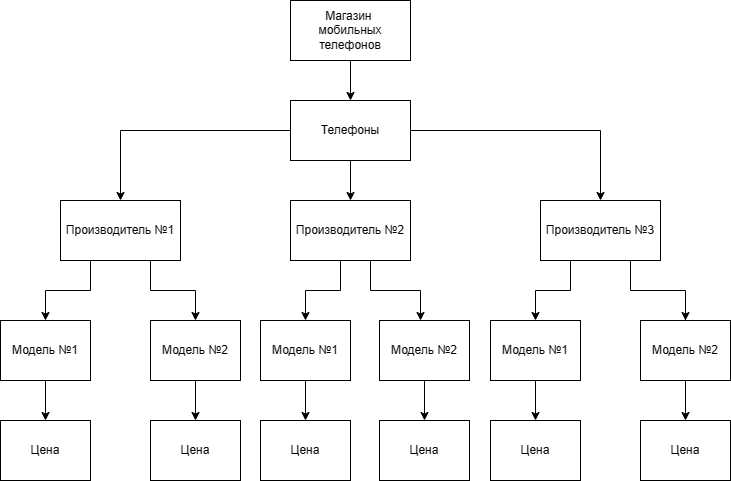 Магазин
мобильных
телефонов
Телефоны
Производитель №1
Производитель №2
Производитель №3
Модель №1
Модель №2
Модель №1
Модель №2
Модель №1
Модель №2
Цена
Цена
Цена
Цена
Цена
Цена